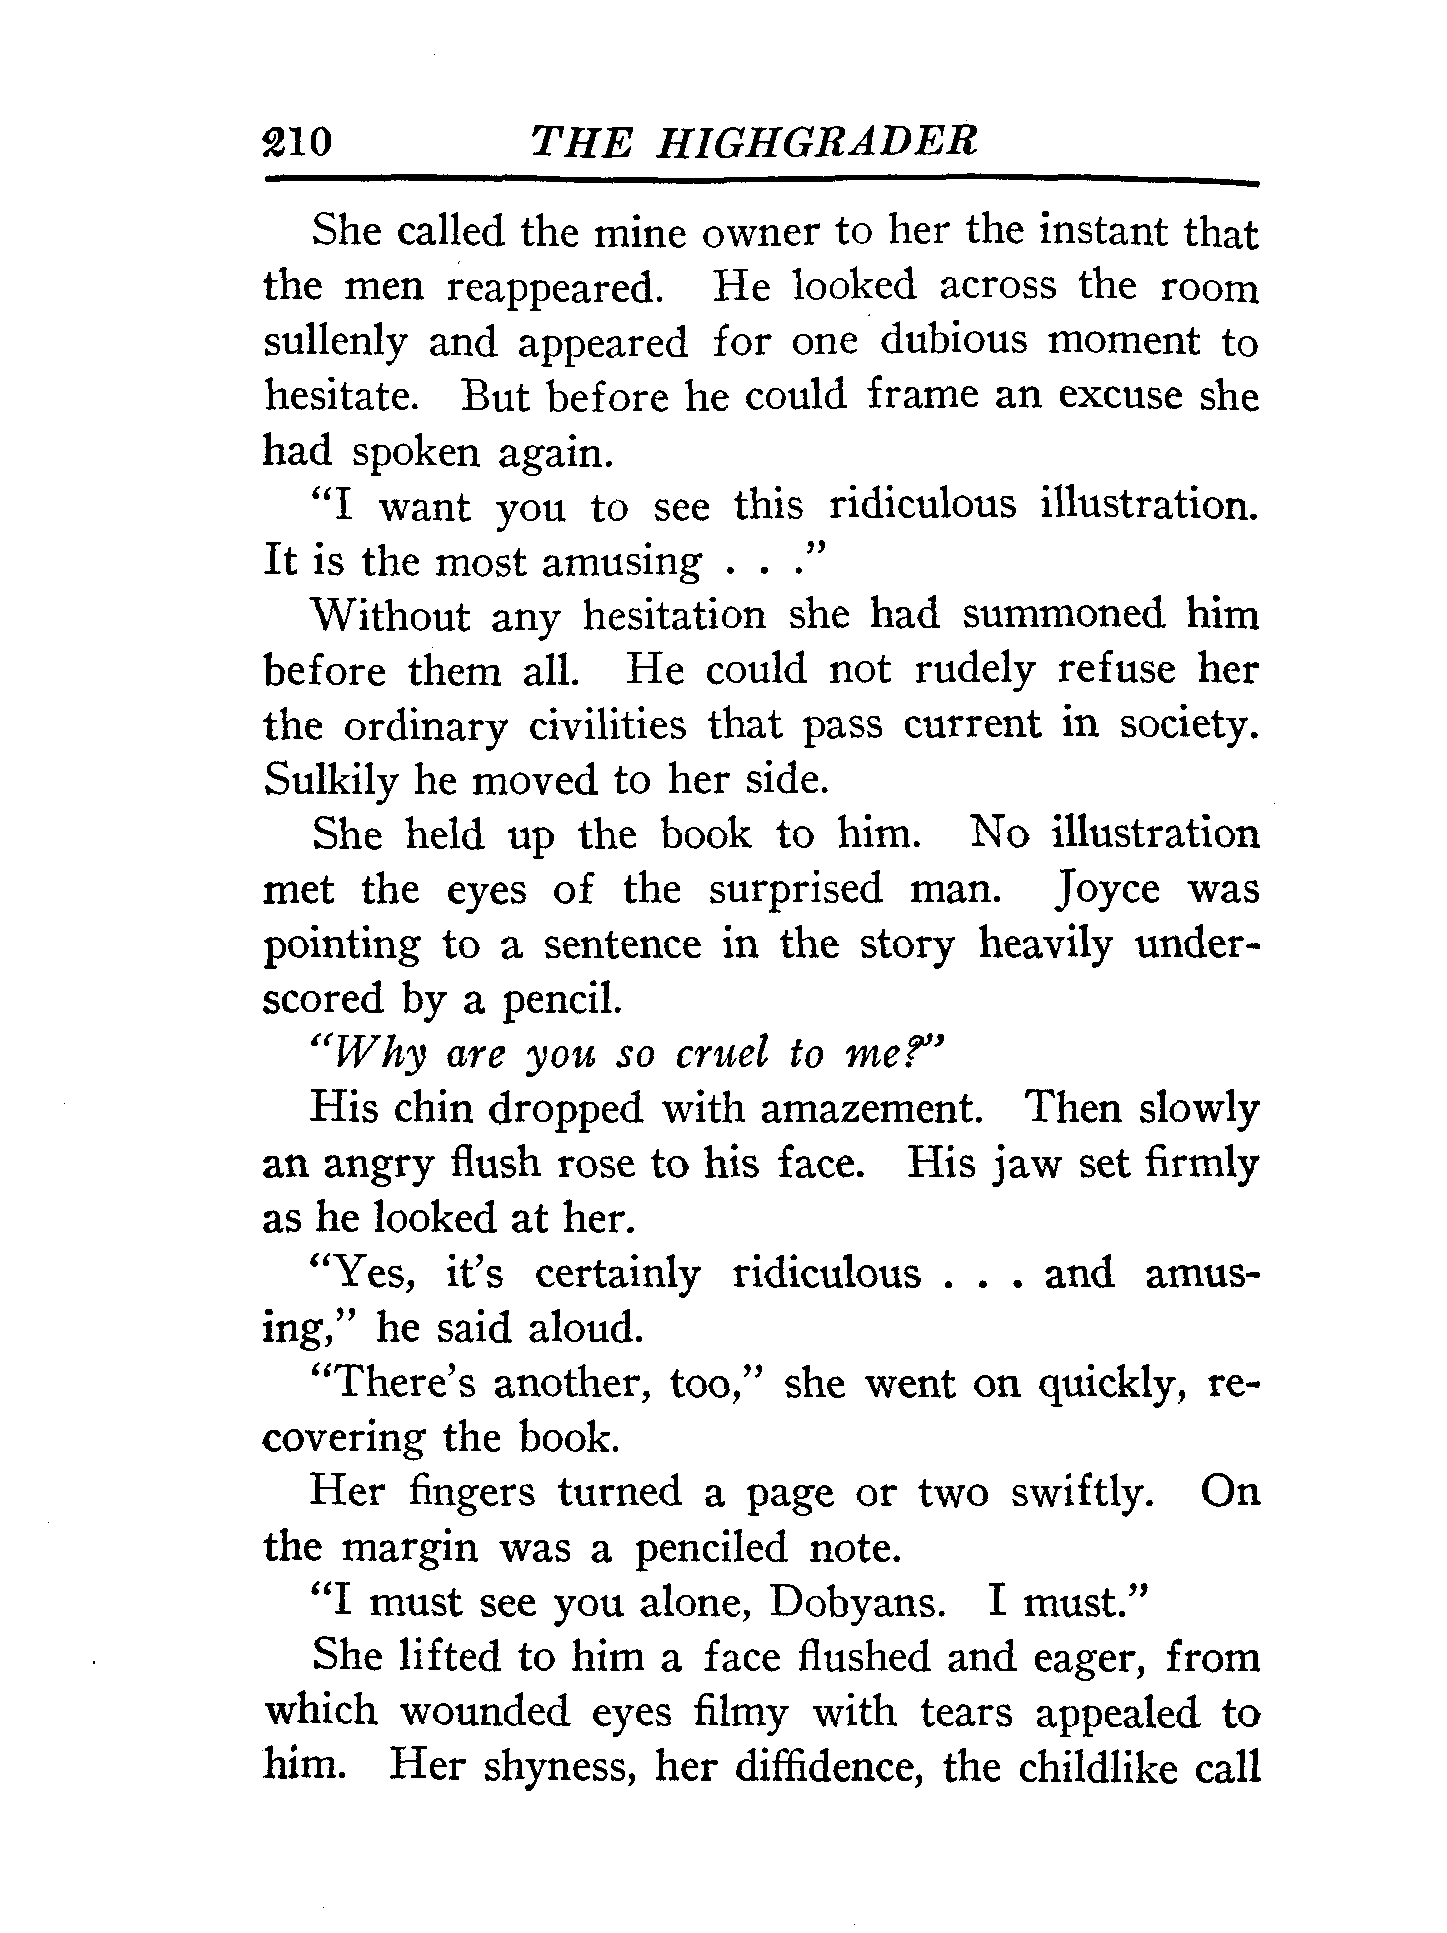 210 THE HIGHGRADER
She called the mine owner to her the instant that
the men reappeared. He looked across the room
sullenly and appeared for one dubious moment to
hesitate. But before he could frame an excuse she
had spoken again.
“I want you to see this ridiculous illustration.
It is the most amusing . . .”
Without any hesitation she had summoned him
before them all. He could not rudely refuse her
the ordinary civilities that pass current in society.
Sulkily he moved to her side.
She held up the book to him. No illustration
met the eyes of the surprised man. Joyce was
pointing to a sentence in the story heavily under-
scored by a pencil.
“Why are you so cruel to me?”
His chin dropped with amazement. Then slowly
an angry flush rose to his face. His jaw set firmly
as he looked at her.
“Yes, it’s certainly ridiculous . . . and amus-
ing,” he said aloud.
“There’s another, too,” she went on quickly, re-
covering the book.
Her fingers turned a page or two swiftly. On
the margin was a penciled note.
“I must see you alone, Dobyans. I must.”
She lifted to him a face flushed and eager, from
which wounded eyes filmy with tears appealed to
him. Her shyness, her diffidence, the childlike call